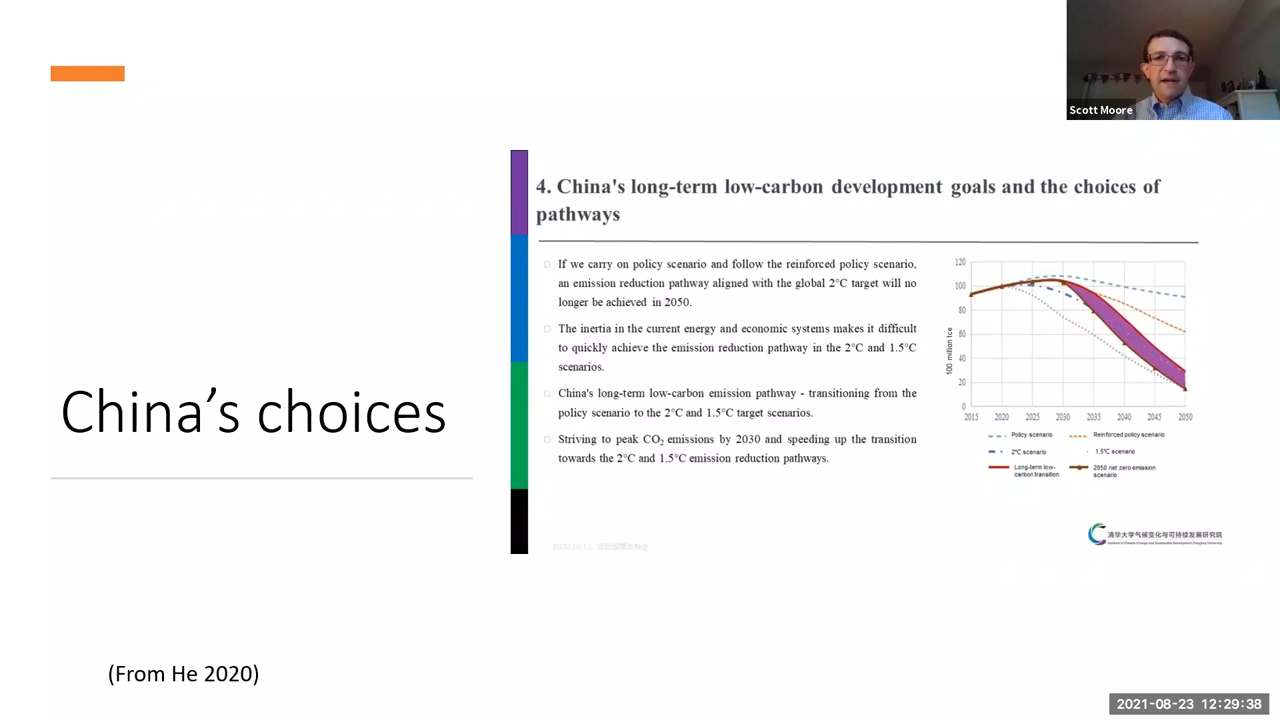 Scott Moore
4. China's long-term low-carbon development goals and the choices of
pathways
If we carry on policy scenario and follow the reinforced policy scenario,
an emission reduction pathway aligned with the global 2°C target will no
longer be achieved in 2050.
The inertia in the current energy and economic systems makes it difficult
to quickly achieve the emission reduction pathway in the 2°C and 1.5°C
scenarios.
China's long-term low-carbon emission pathway - transitioning from the
policy scenario to the 2°C and 1.5°C target scenarios.
Striving to peak CO₂ emissions by 2030 and speeding up the transition
towards the 2°C and 1.5°C emission reduction pathways.
100 million tce
120
100
80
60
40
20
0
2015 2020 2025 2030 2035 2040 2045 2050
Policy scenario Reinforced policy scenario
2°C scenario 1.5°C scenario
Long-term low-
carbon transition
2050 net zero emission
scenario
清华大学气候变化与可持续发展研究院
Institute of Climate Change and Sustainable Development Tsinghua University
China's choices
(From He 2020)
2021-08-23 12:29:38